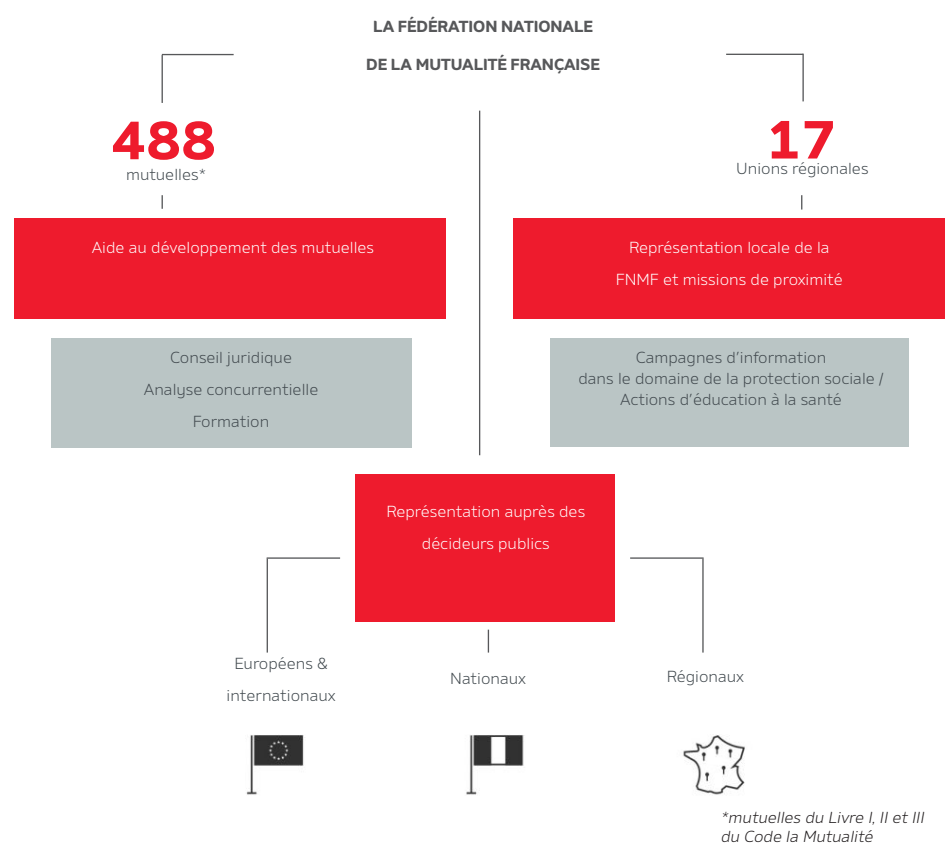 LA FÉDÉRATION NATIONALE
DE LA MUTUALITÉ FRANÇAISE
488
mutuelles*
17
Unions régionales
Aide au développement des mutuelles
Représentation locale de la
FNMF et missions de proximité
Conseil juridique
Analyse concurrentielle
Formation
Campagnes d'information
dans le domaine de la protection sociale /
Actions d'éducation à la santé
Représentation auprès des
décideurs publics
Européens &
internationaux
Nationaux
Régionaux
*mutuelles du Livre I, II et III
du Code la Mutualité